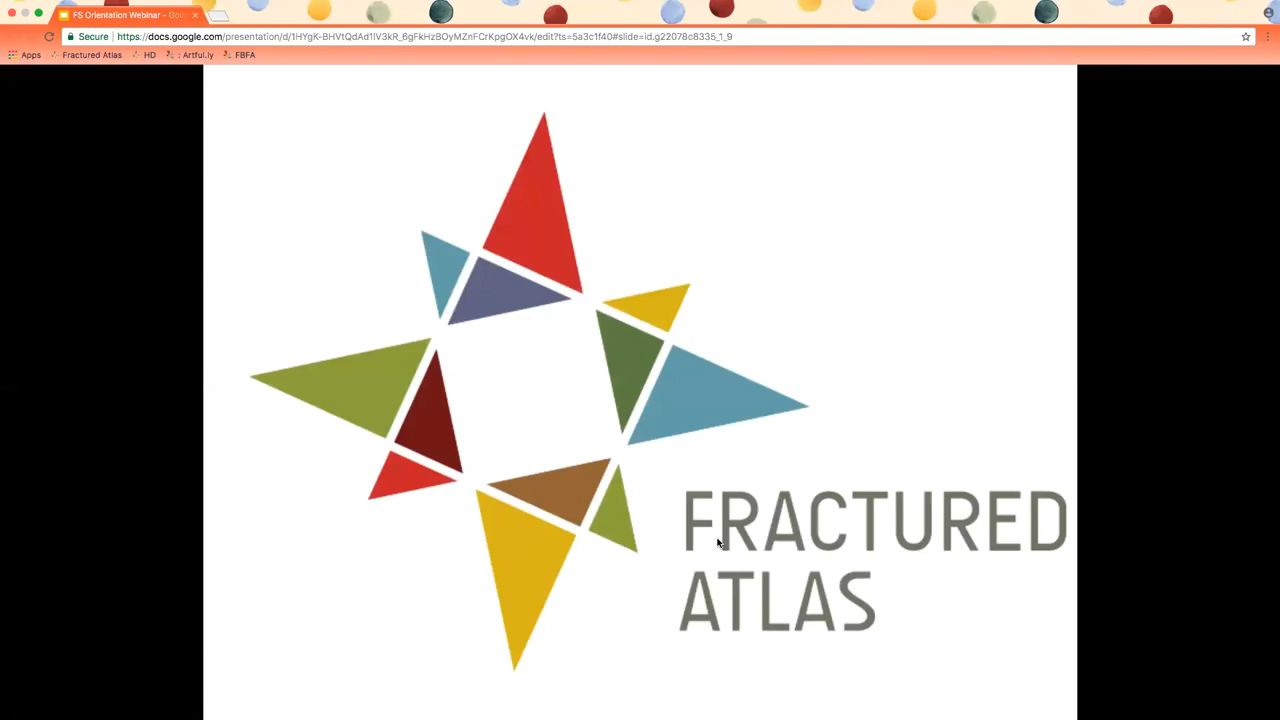 FS Orientation Webinar - Goo
Secure
https://docs.google.com/presentation/d/1HYgK-BHVtQdAd1lV3kR_6gFkHzBOyMZnFCrKpgOX4vk/edit?ts=5a3c1f40#slide=id.g22078c8335_1_9
Apps Fractured Atlas HD : Artful.ly FBFA
FRACTURED
ATLAS